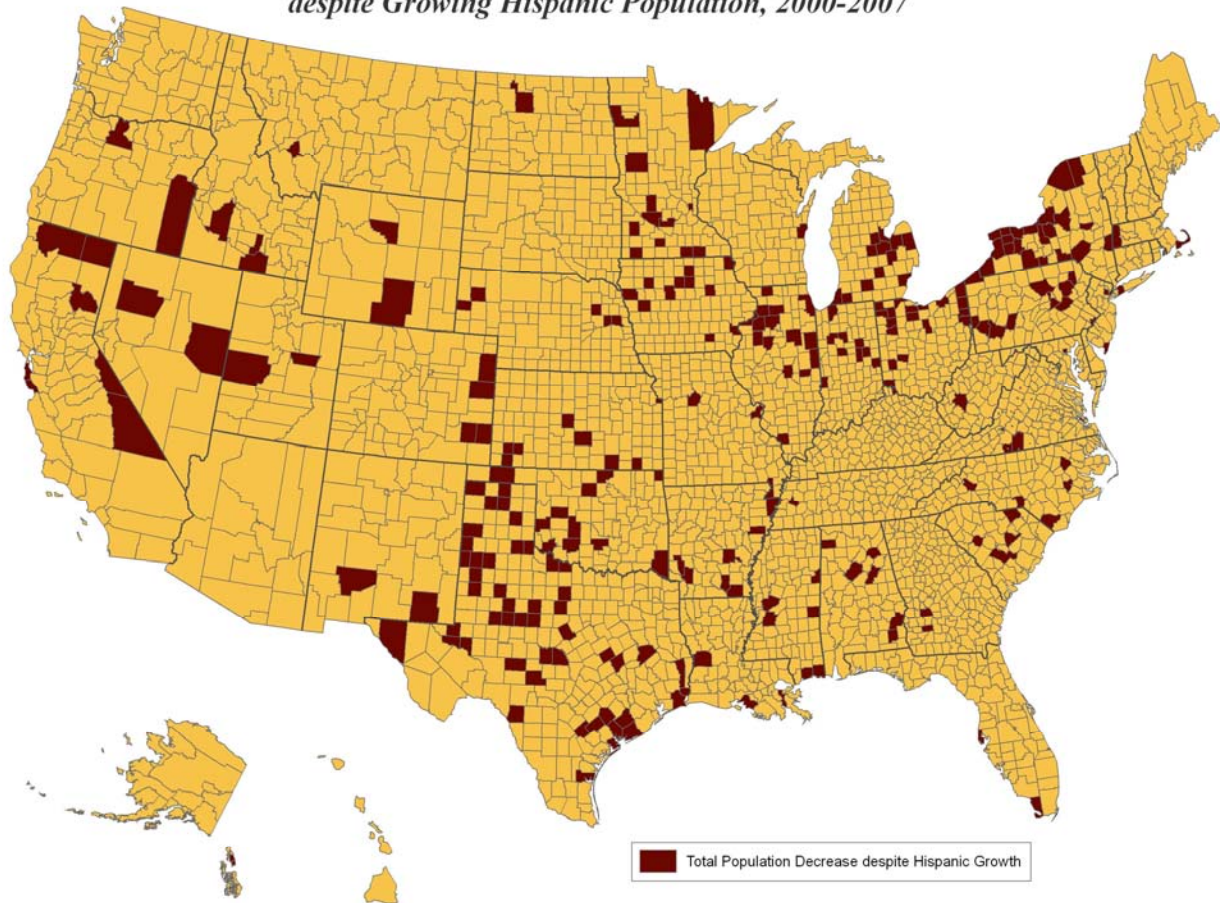 despite Growing Hispanic Population, 2000-2007
Total Population Decrease despite Hispanic Growth